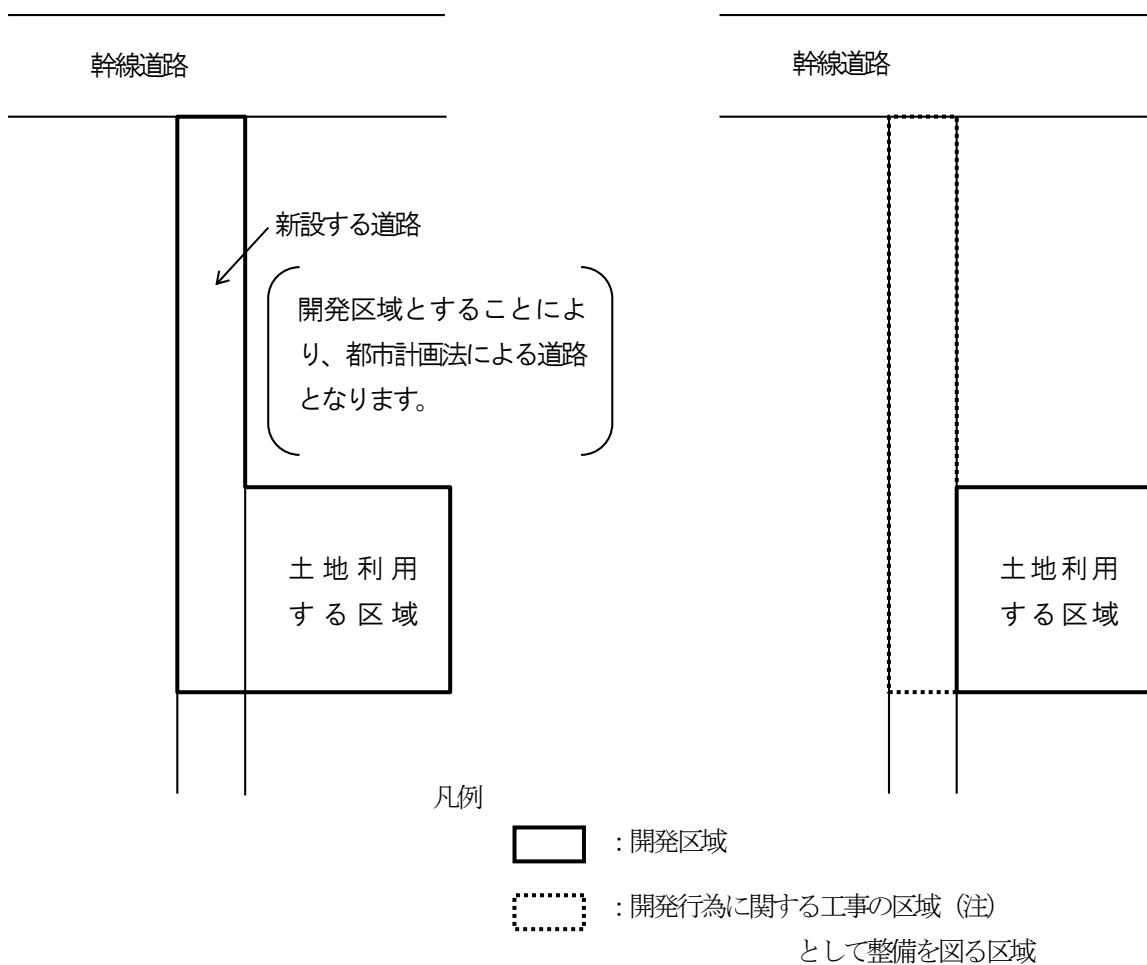 幹線道路
幹線道路
新設する道路
開発区域とすることによ
り、都市計画法による道路
となります。
土地利用
する区域
土地利用
する区域
凡例
：開発区域
：開発行為に関する工事の区域（注）
として整備を図る区域